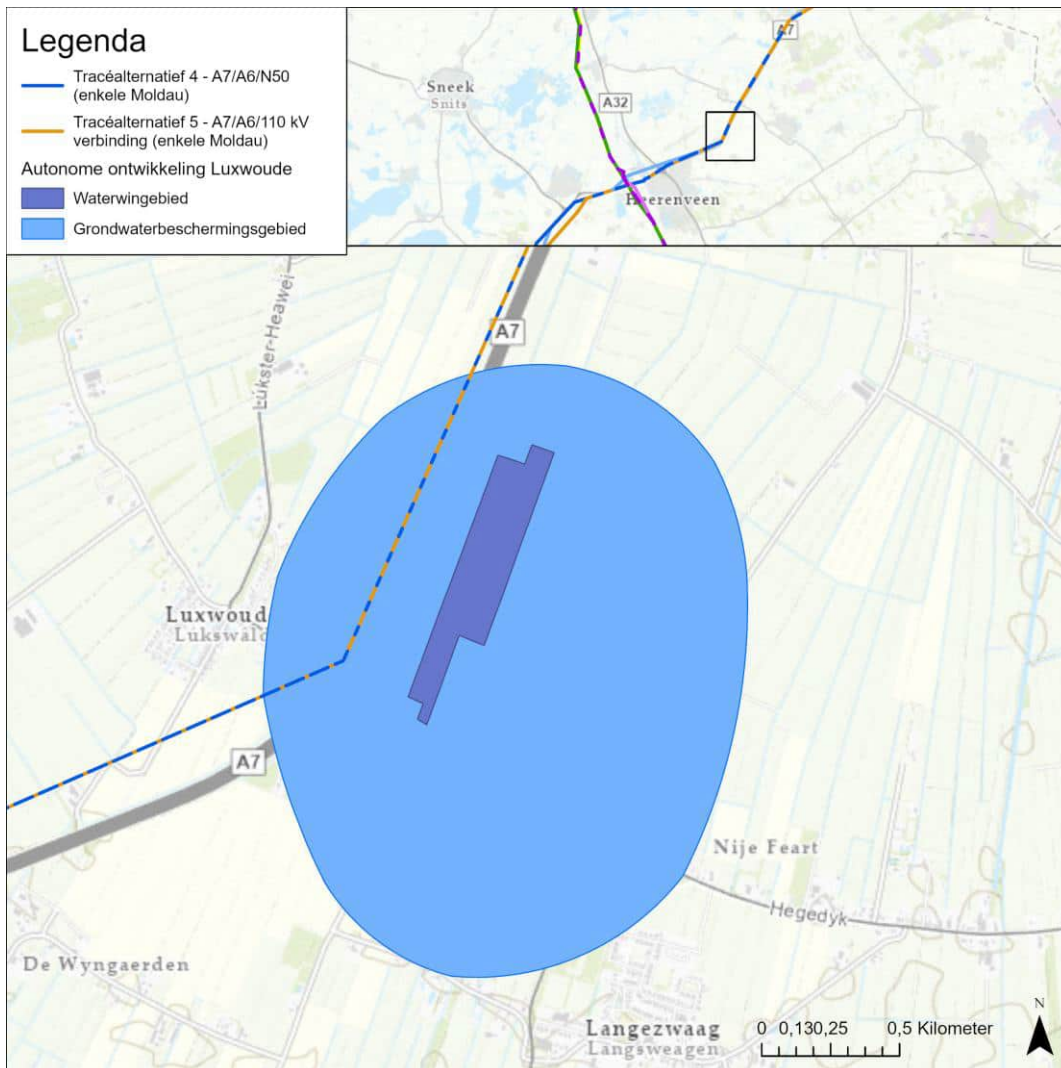 Legenda
Tracéalternatief 4 - A7/A6/N50
(enkele Moldau)
Tracéalternatief 5 - A7/A6/110 kV
verbinding (enkele Moldau)
Autonome ontwikkeling Luxwoude
Waterwingebied
Grondwaterbeschermingsgebied
A7
Sneek
Snits
A32
Heerenveen
Lúkster-Heawei
A7
Luxwoud
Lukswald
A7
Nije Feart
Hegedyk
De Wyngaerden
Langezwaag
Langsweagen
0 0,130,25 0,5 Kilometer
N